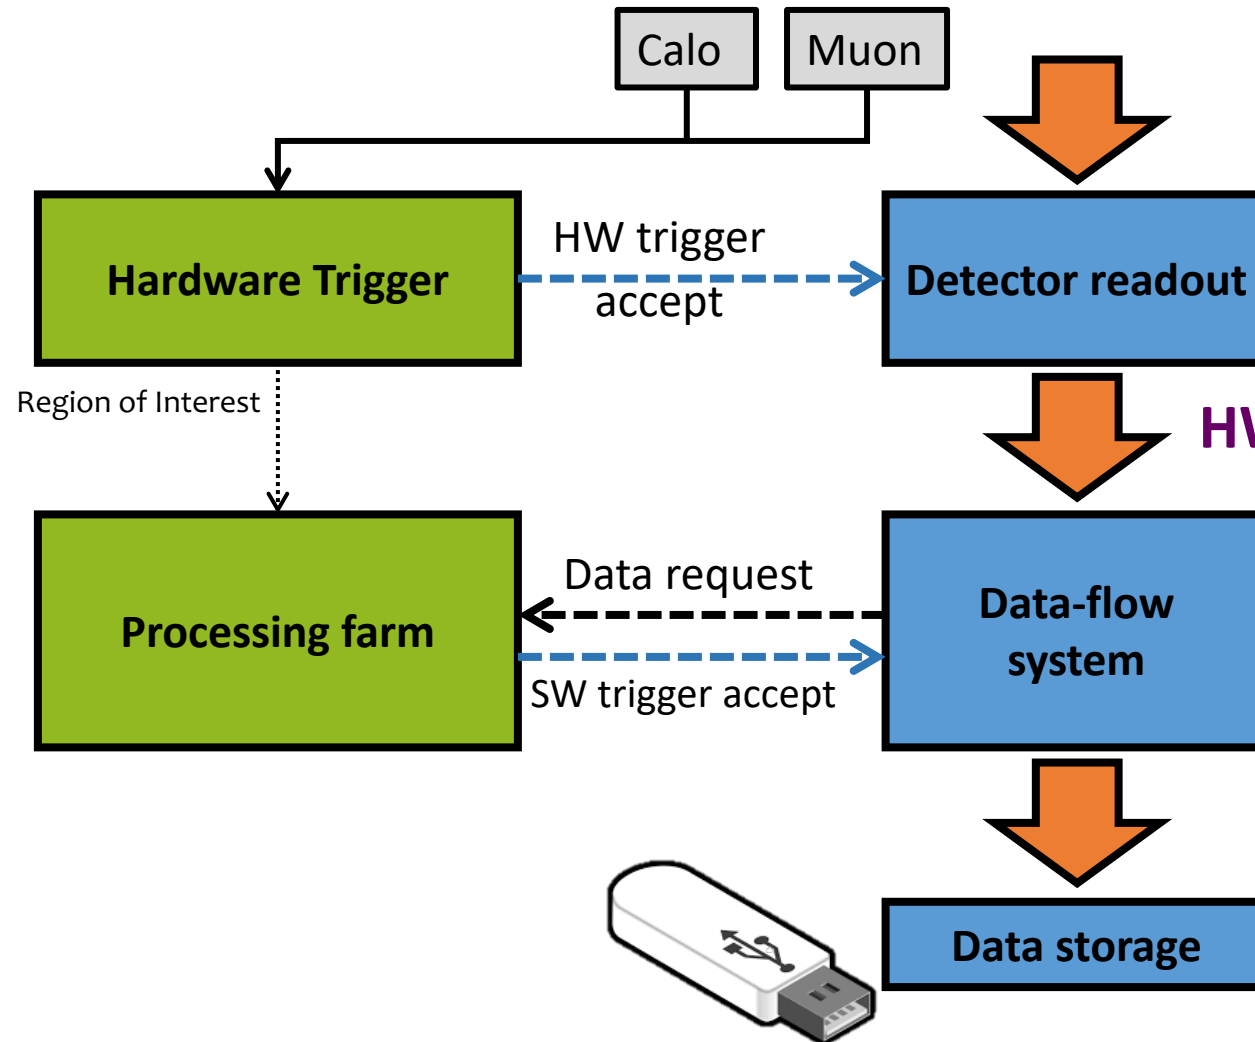 Calo
Muon
Hardware Trigger
HW trigger
accept
Detector readout
Region of Interest
Processing farm
Data request
SW trigger accept
Data-flow
system
Data storage